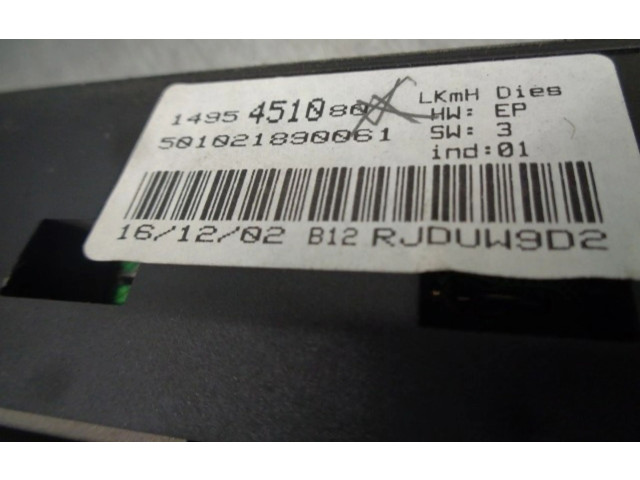 1495 4510 80 LKmH Dies
501021890061 HW: EP
SW: 3
ind:01
16/12/02 B12 RJDUW9D2